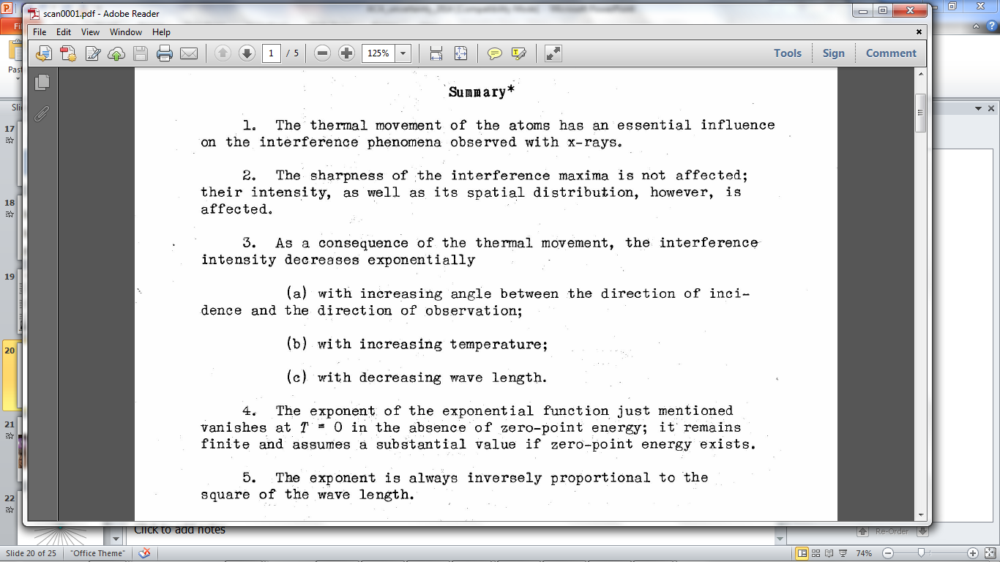 scan0001.pdf - Adobe Reader
File Edit View Window Help
1 / 5 125% Tools Sign Comment
Summary*
1. The thermal movement of the atoms has an essential influence
on the interference phenomena observed with x-rays.
2. The sharpness of the interference maxima is not affected;
their intensity, as well as its spatial distribution, however, is
affected.
3. As a consequence of the thermal movement, the interference
intensity decreases exponentially
(a) with increasing angle between the direction of inci-
dence and the direction of observation;
(b) with increasing temperature;
(c) with decreasing wave length.
4. The exponent of the exponential function just mentioned
vanishes at T = 0 in the absence of zero-point energy; it remains
finite and assumes a substantial value if zero-point energy exists.
5. The exponent is always inversely proportional to the
square of the wave length.
17
18
19
20
21
22
Click to add notes
Re-Order
Slide 20 of 25 "Office Theme" 74%